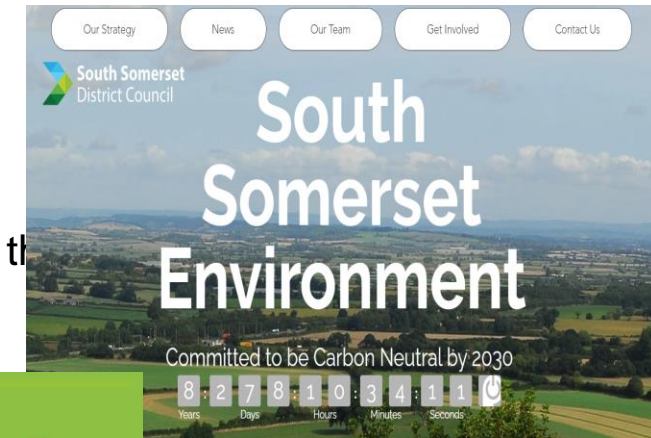 Our Strategy News Our Team Get Involved Contact Us
South Somerset
District Council
South
Somerset
Environment
th
Committed to be Carbon Neutral by 2030
8 : 2 7 8 : 1 0 : 3 4 : 1 1
Years Days Hours Minutes Seconds